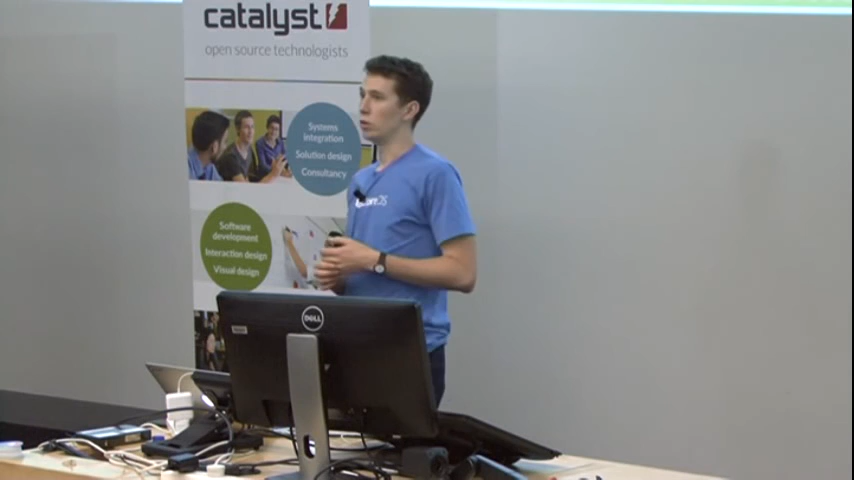 catalyst
open source technologists
Systems
integration
Solution design
Consultancy
Software
development
Interaction design
Visual design
DELL